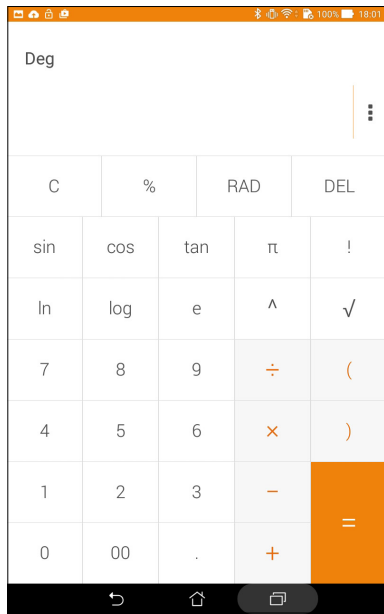 100% 18:01
Deg
C % RAD DEL
sin cos tan π !
ln log e ^ √
7 8 9 ÷ (
4 5 6 × )
1 2 3 −
=
0 00 . +